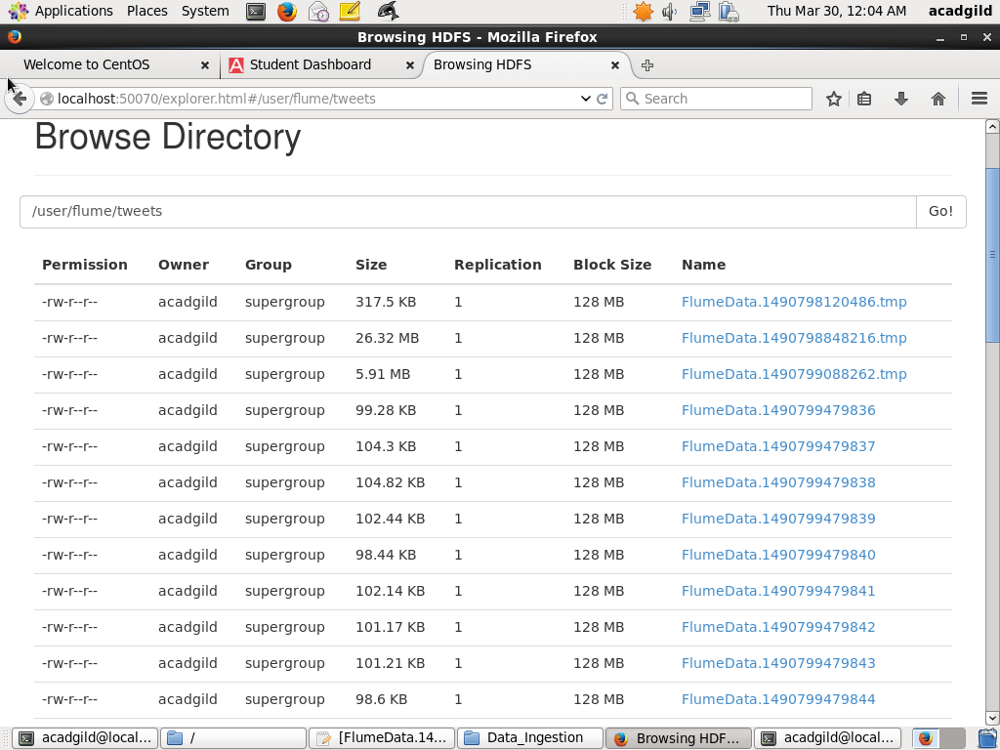 Applications Places System Thu Mar 30, 12:04 AM acadgild
Browsing HDFS - Mozilla Firefox
Welcome to CentOS Student Dashboard Browsing HDFS
localhost:50070/explorer.html#/user/flume/tweets Search
Browse Directory
/user/flume/tweets Go!
Permission Owner Group Size Replication Block Size Name
-rw-r--r-- acadgild supergroup 317.5 KB 1 128 MB FlumeData.1490798120486.tmp
-rw-r--r-- acadgild supergroup 26.32 MB 1 128 MB FlumeData.1490798848216.tmp
-rw-r--r-- acadgild supergroup 5.91 MB 1 128 MB FlumeData.1490799088262.tmp
-rw-r--r-- acadgild supergroup 99.28 KB 1 128 MB FlumeData.1490799479836
-rw-r--r-- acadgild supergroup 104.3 KB 1 128 MB FlumeData.1490799479837
-rw-r--r-- acadgild supergroup 104.82 KB 1 128 MB FlumeData.1490799479838
-rw-r--r-- acadgild supergroup 102.44 KB 1 128 MB FlumeData.1490799479839
-rw-r--r-- acadgild supergroup 98.44 KB 1 128 MB FlumeData.1490799479840
-rw-r--r-- acadgild supergroup 102.14 KB 1 128 MB FlumeData.1490799479841
-rw-r--r-- acadgild supergroup 101.17 KB 1 128 MB FlumeData.1490799479842
-rw-r--r-- acadgild supergroup 101.21 KB 1 128 MB FlumeData.1490799479843
-rw-r--r-- acadgild supergroup 98.6 KB 1 128 MB FlumeData.1490799479844
acadgild@local... / [FlumeData.14... Data_Ingestion Browsing HDF... acadgild@local...